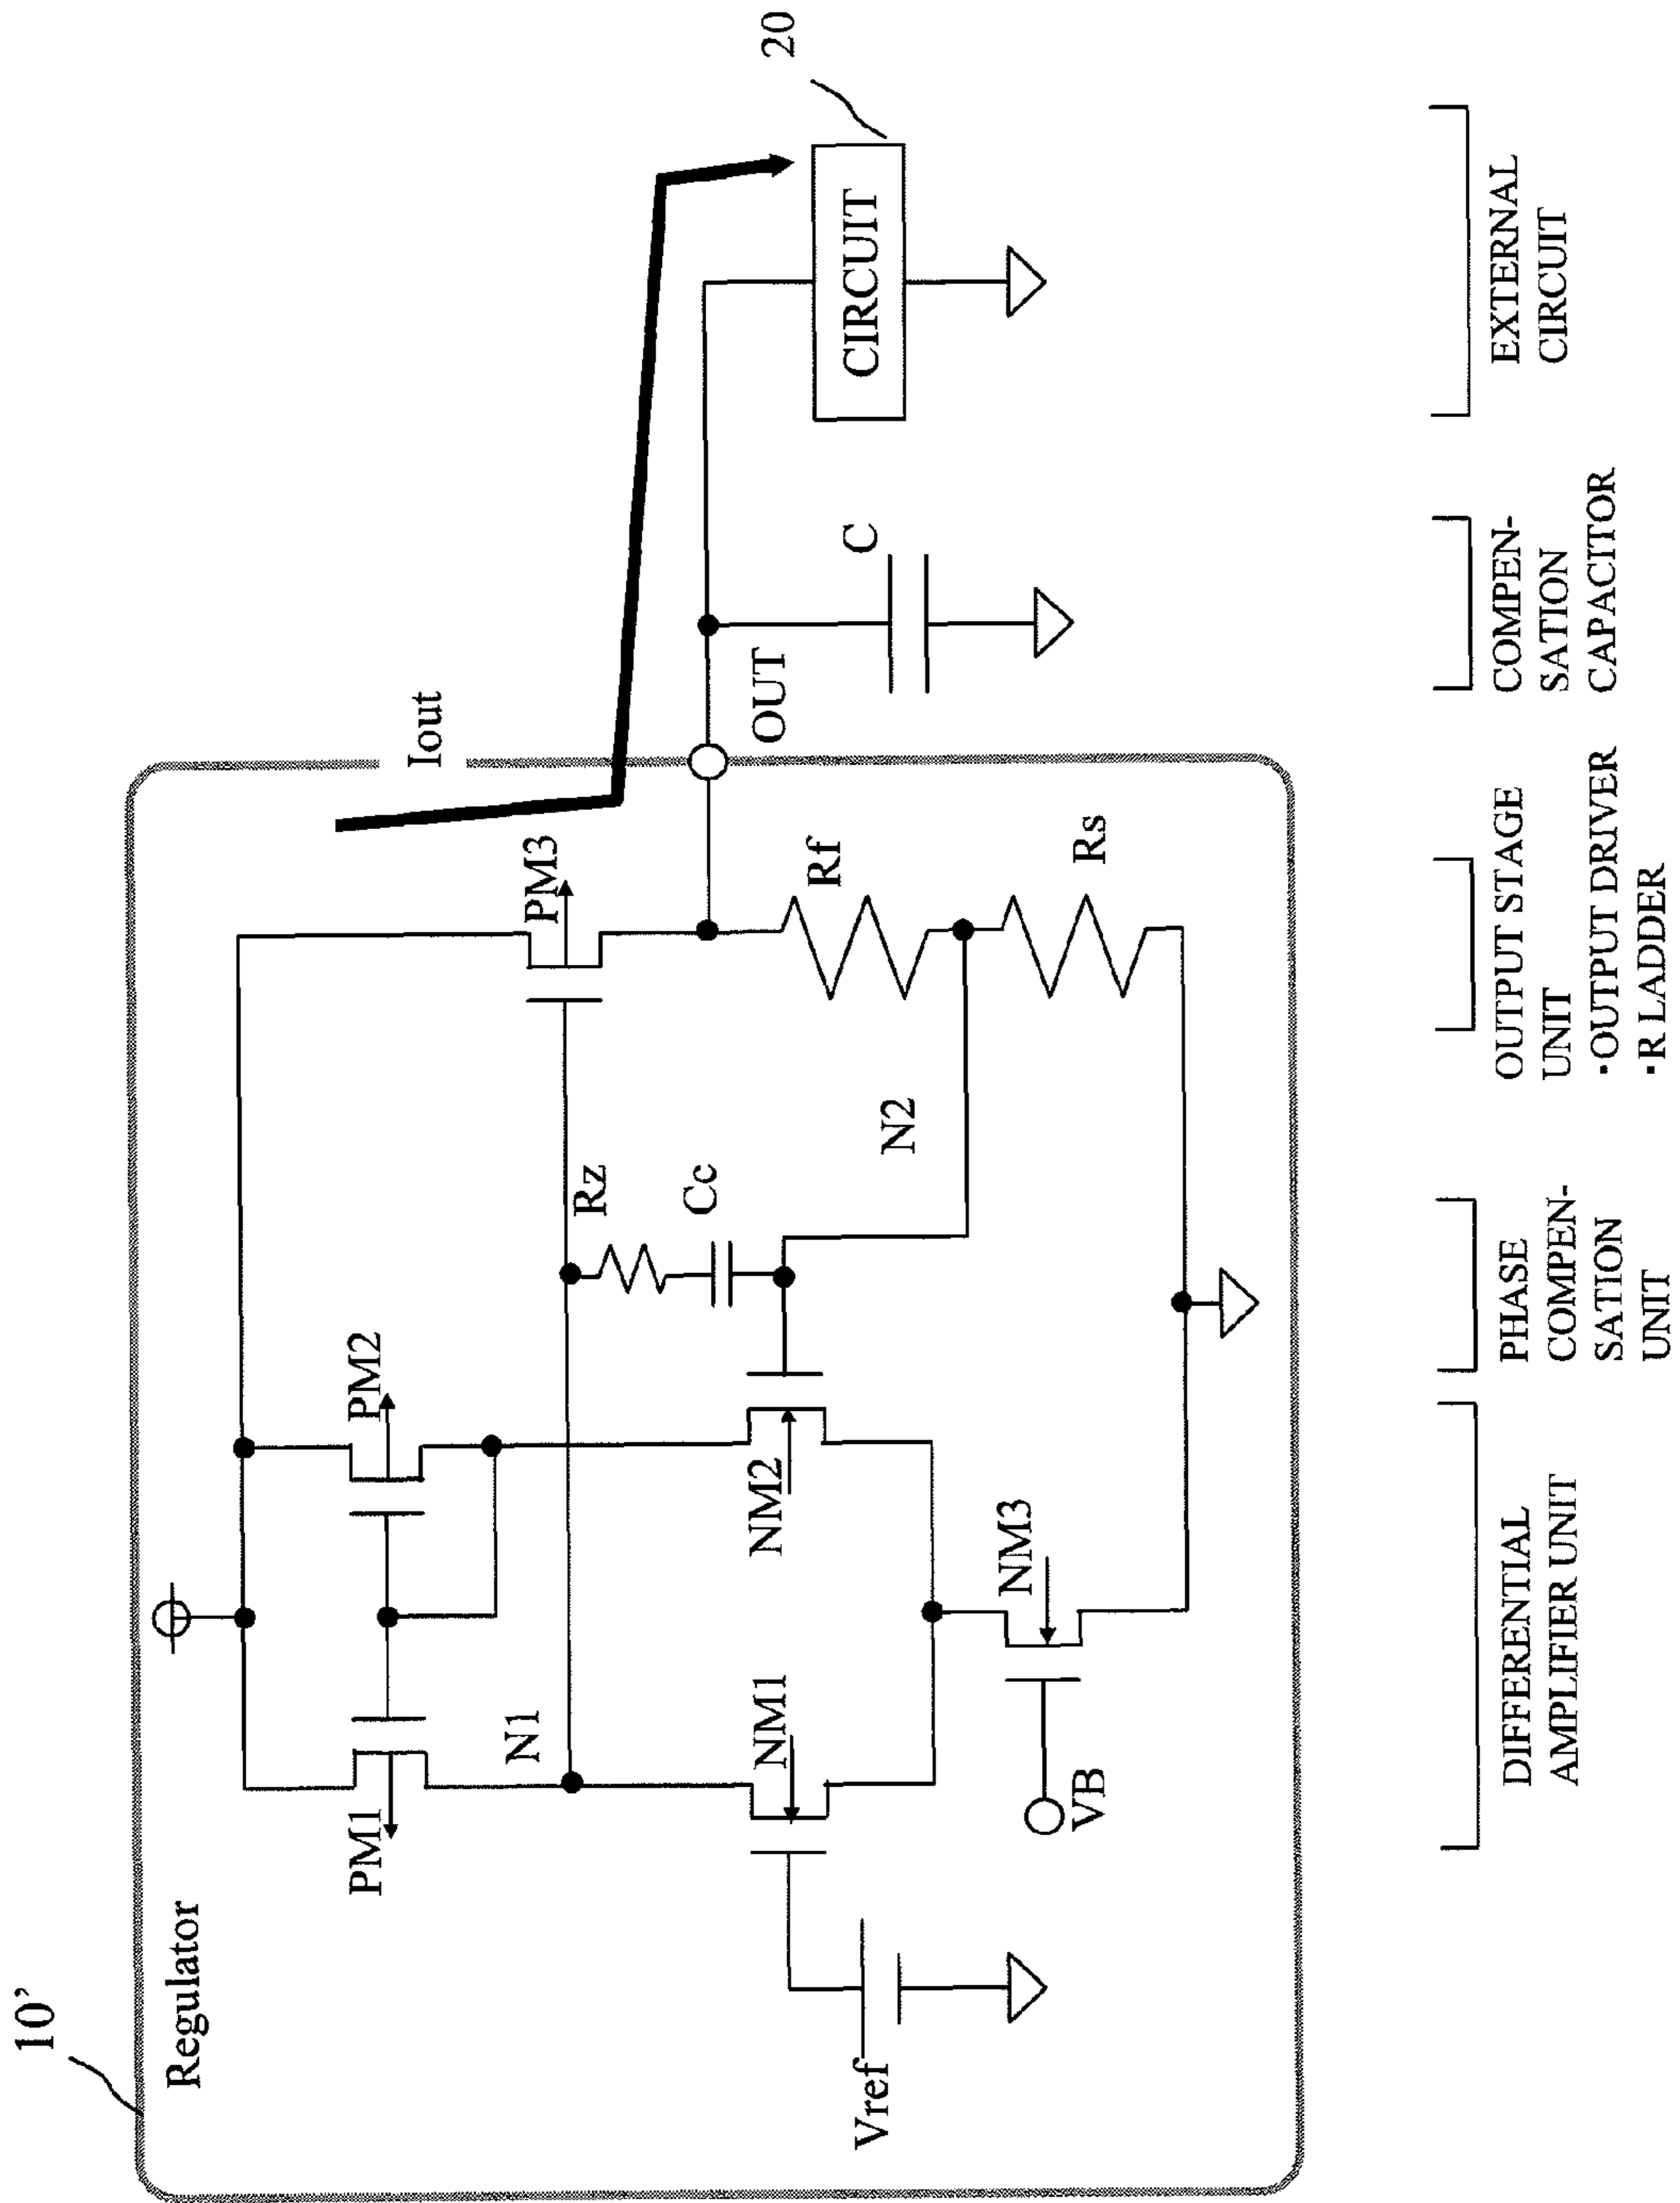 10’
Regulator
20
Iout
PM1
PM2
PM3
N1
Rz
Cc
OUT
C
CIRCUIT
Rf
N2
Rs
Vref
NM1
NM2
NM3
VB
DIFFERENTIAL
AMPLIFIER UNIT
PHASE
COMPEN-
SATION
UNIT
OUTPUT STAGE
UNIT
·OUTPUT DRIVER
·R LADDER
COMPEN-
SATION
CAPACITOR
EXTERNAL
CIRCUIT